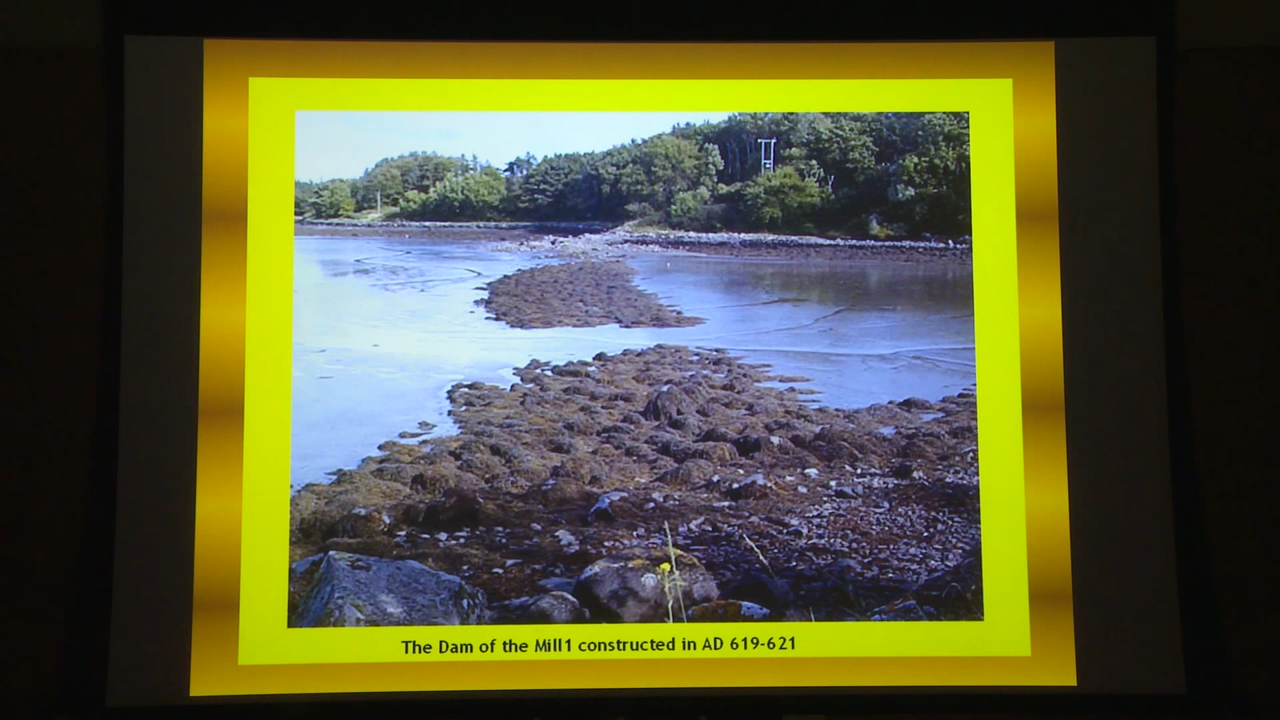 The Dam of the Mill1 constructed in AD 619-621